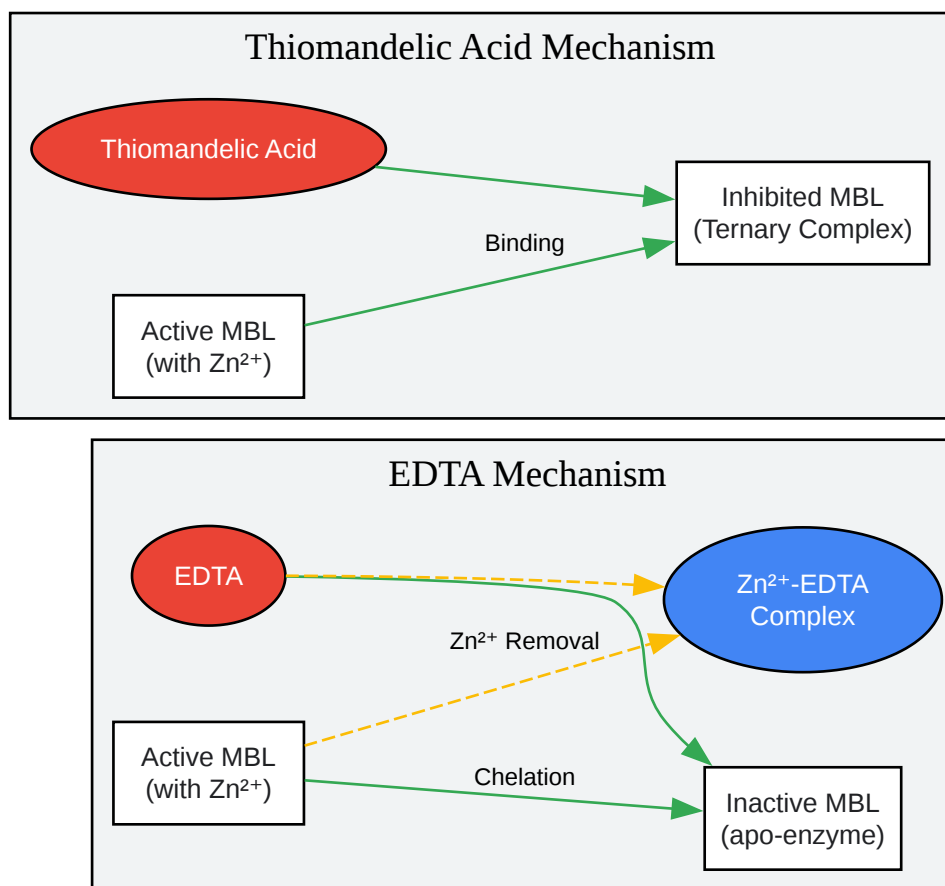 Thiomandelic Acid Mechanism
Thiomandelic Acid
Inhibited MBL
(Ternary Complex)
Binding
Active MBL
(with Zn²⁺)
EDTA Mechanism
EDTA
Zn²⁺-EDTA
Complex
Zn²⁺ Removal
Active MBL
(with Zn²⁺)
Chelation
Inactive MBL
(apo-enzyme)